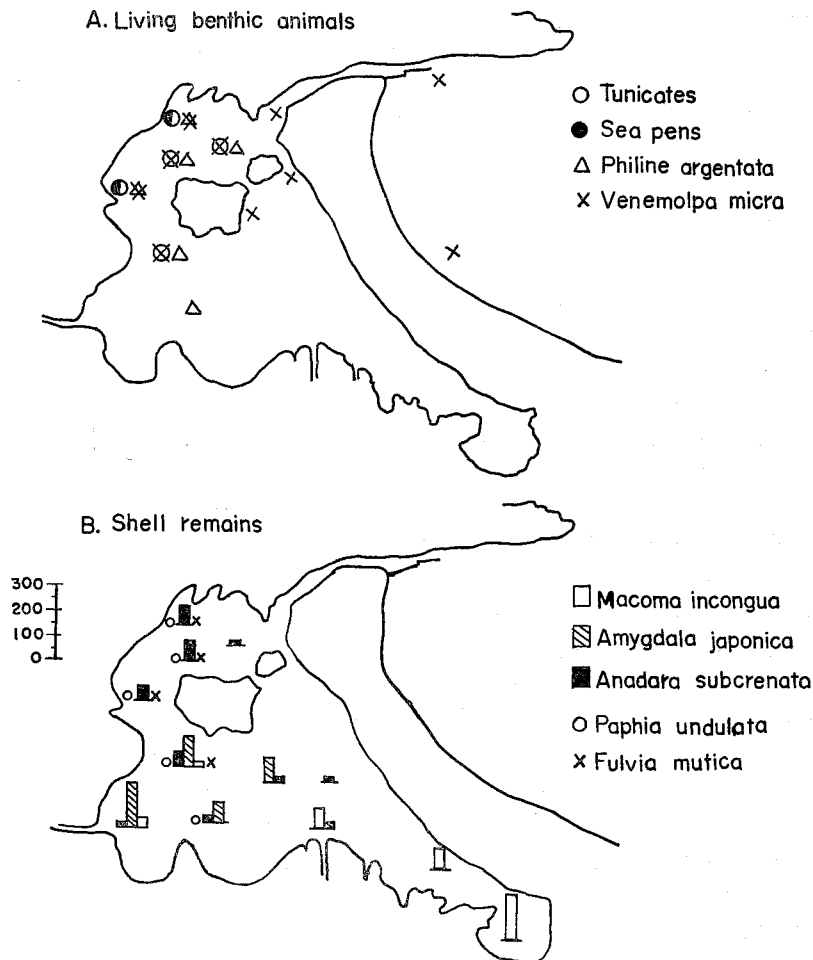 A. Living benthic animals
Tunicates
Sea pens
Philine argentata
Venemolpa micra
B. Shell remains
300
200
100
0
Macoma incongua
Amygdala japonica
Anadara subcrenata
Paphia undulata
Fulvia mutica